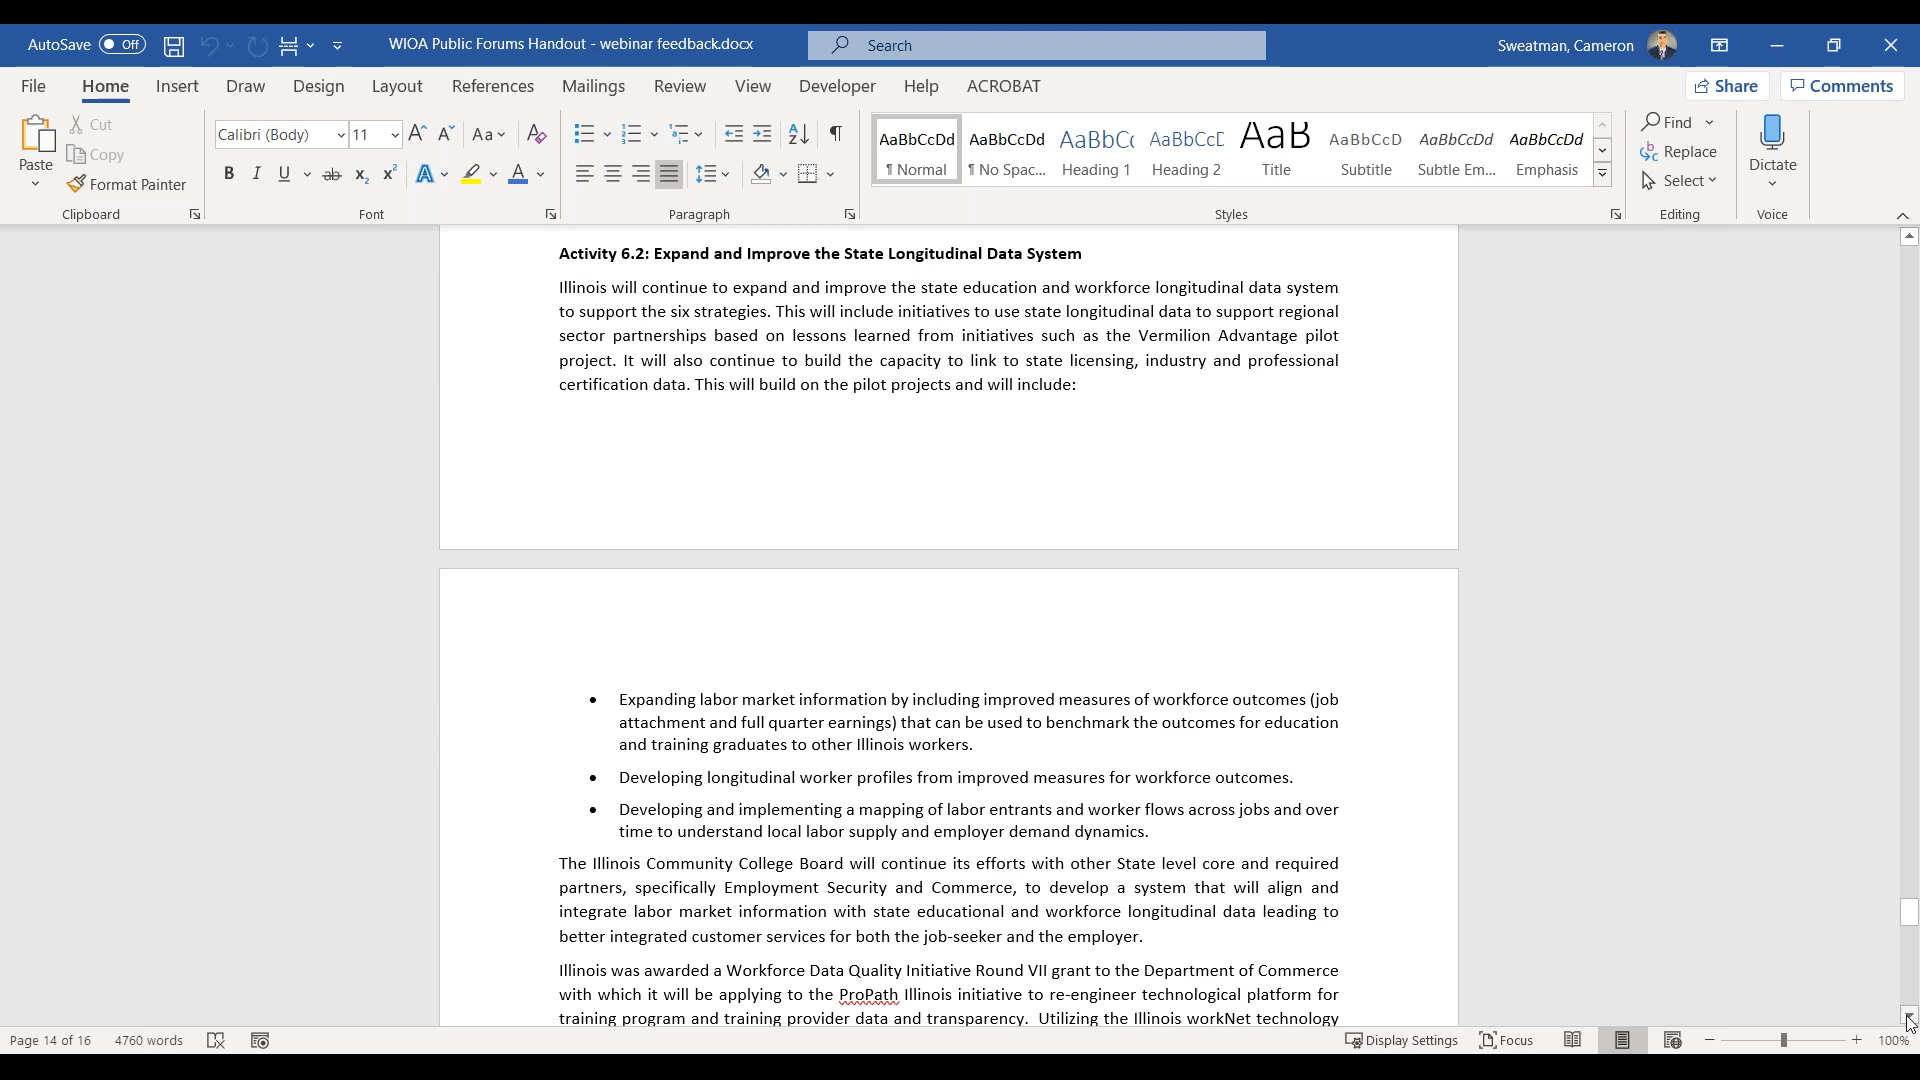 AutoSave Off WIOA Public Forums Handout - webinar feedback.docx Search Sweatman, Cameron
File Home Insert Draw Design Layout References Mailings Review View Developer Help ACROBAT Share Comments
Paste
Cut
Copy
Format Painter
Clipboard
Calibri (Body) 11
Font
Paragraph
AaBbCcDd AaBbCcDd AaBbC AaBbCcD AaB AaBbCcD AaBbCcDd AaBbCcDd
¶ Normal ¶ No Spac... Heading 1 Heading 2 Title Subtitle Subtle Em... Emphasis
Styles
Find
Replace
Select
Editing
Dictate
Voice
Activity 6.2: Expand and Improve the State Longitudinal Data System
Illinois will continue to expand and improve the state education and workforce longitudinal data system
to support the six strategies. This will include initiatives to use state longitudinal data to support regional
sector partnerships based on lessons learned from initiatives such as the Vermilion Advantage pilot
project. It will also continue to build the capacity to link to state licensing, industry and professional
certification data. This will build on the pilot projects and will include:
• Expanding labor market information by including improved measures of workforce outcomes (job
attachment and full quarter earnings) that can be used to benchmark the outcomes for education
and training graduates to other Illinois workers.
• Developing longitudinal worker profiles from improved measures for workforce outcomes.
• Developing and implementing a mapping of labor entrants and worker flows across jobs and over
time to understand local labor supply and employer demand dynamics.
The Illinois Community College Board will continue its efforts with other State level core and required
partners, specifically Employment Security and Commerce, to develop a system that will align and
integrate labor market information with state educational and workforce longitudinal data leading to
better integrated customer services for both the job-seeker and the employer.
Illinois was awarded a Workforce Data Quality Initiative Round VII grant to the Department of Commerce
with which it will be applying to the ProPath Illinois initiative to re-engineer technological platform for
training program and training provider data and transparency. Utilizing the Illinois workNet technology
Page 14 of 16 4760 words Display Settings Focus 100%